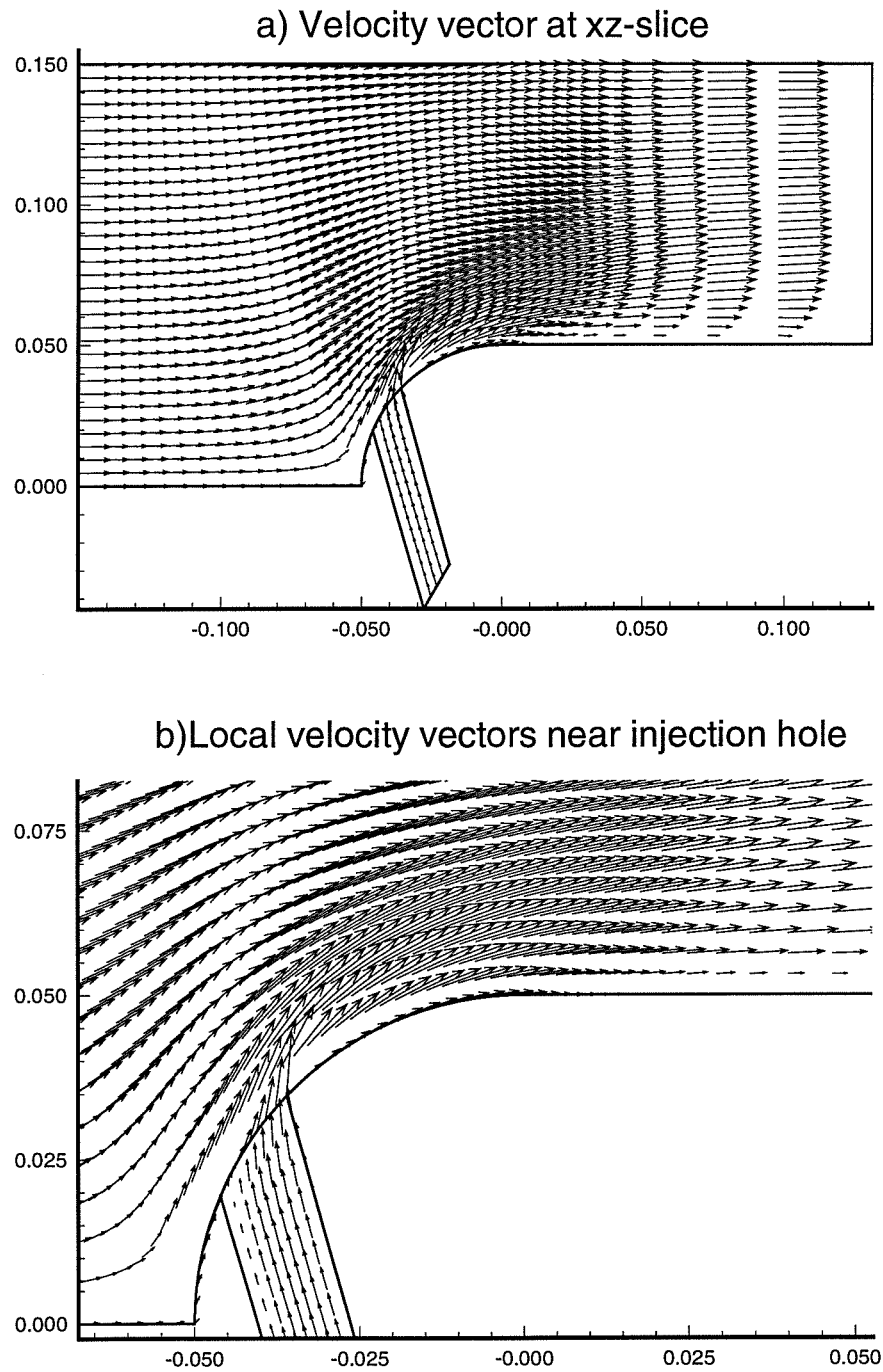 a) Velocity vector at xz-slice
0.150
0.100
0.050
0.000
-0.100 -0.050 -0.000 0.050 0.100
b)Local velocity vectors near injection hole
0.075
0.050
0.025
0.000
-0.050 -0.025 -0.000 0.025 0.050